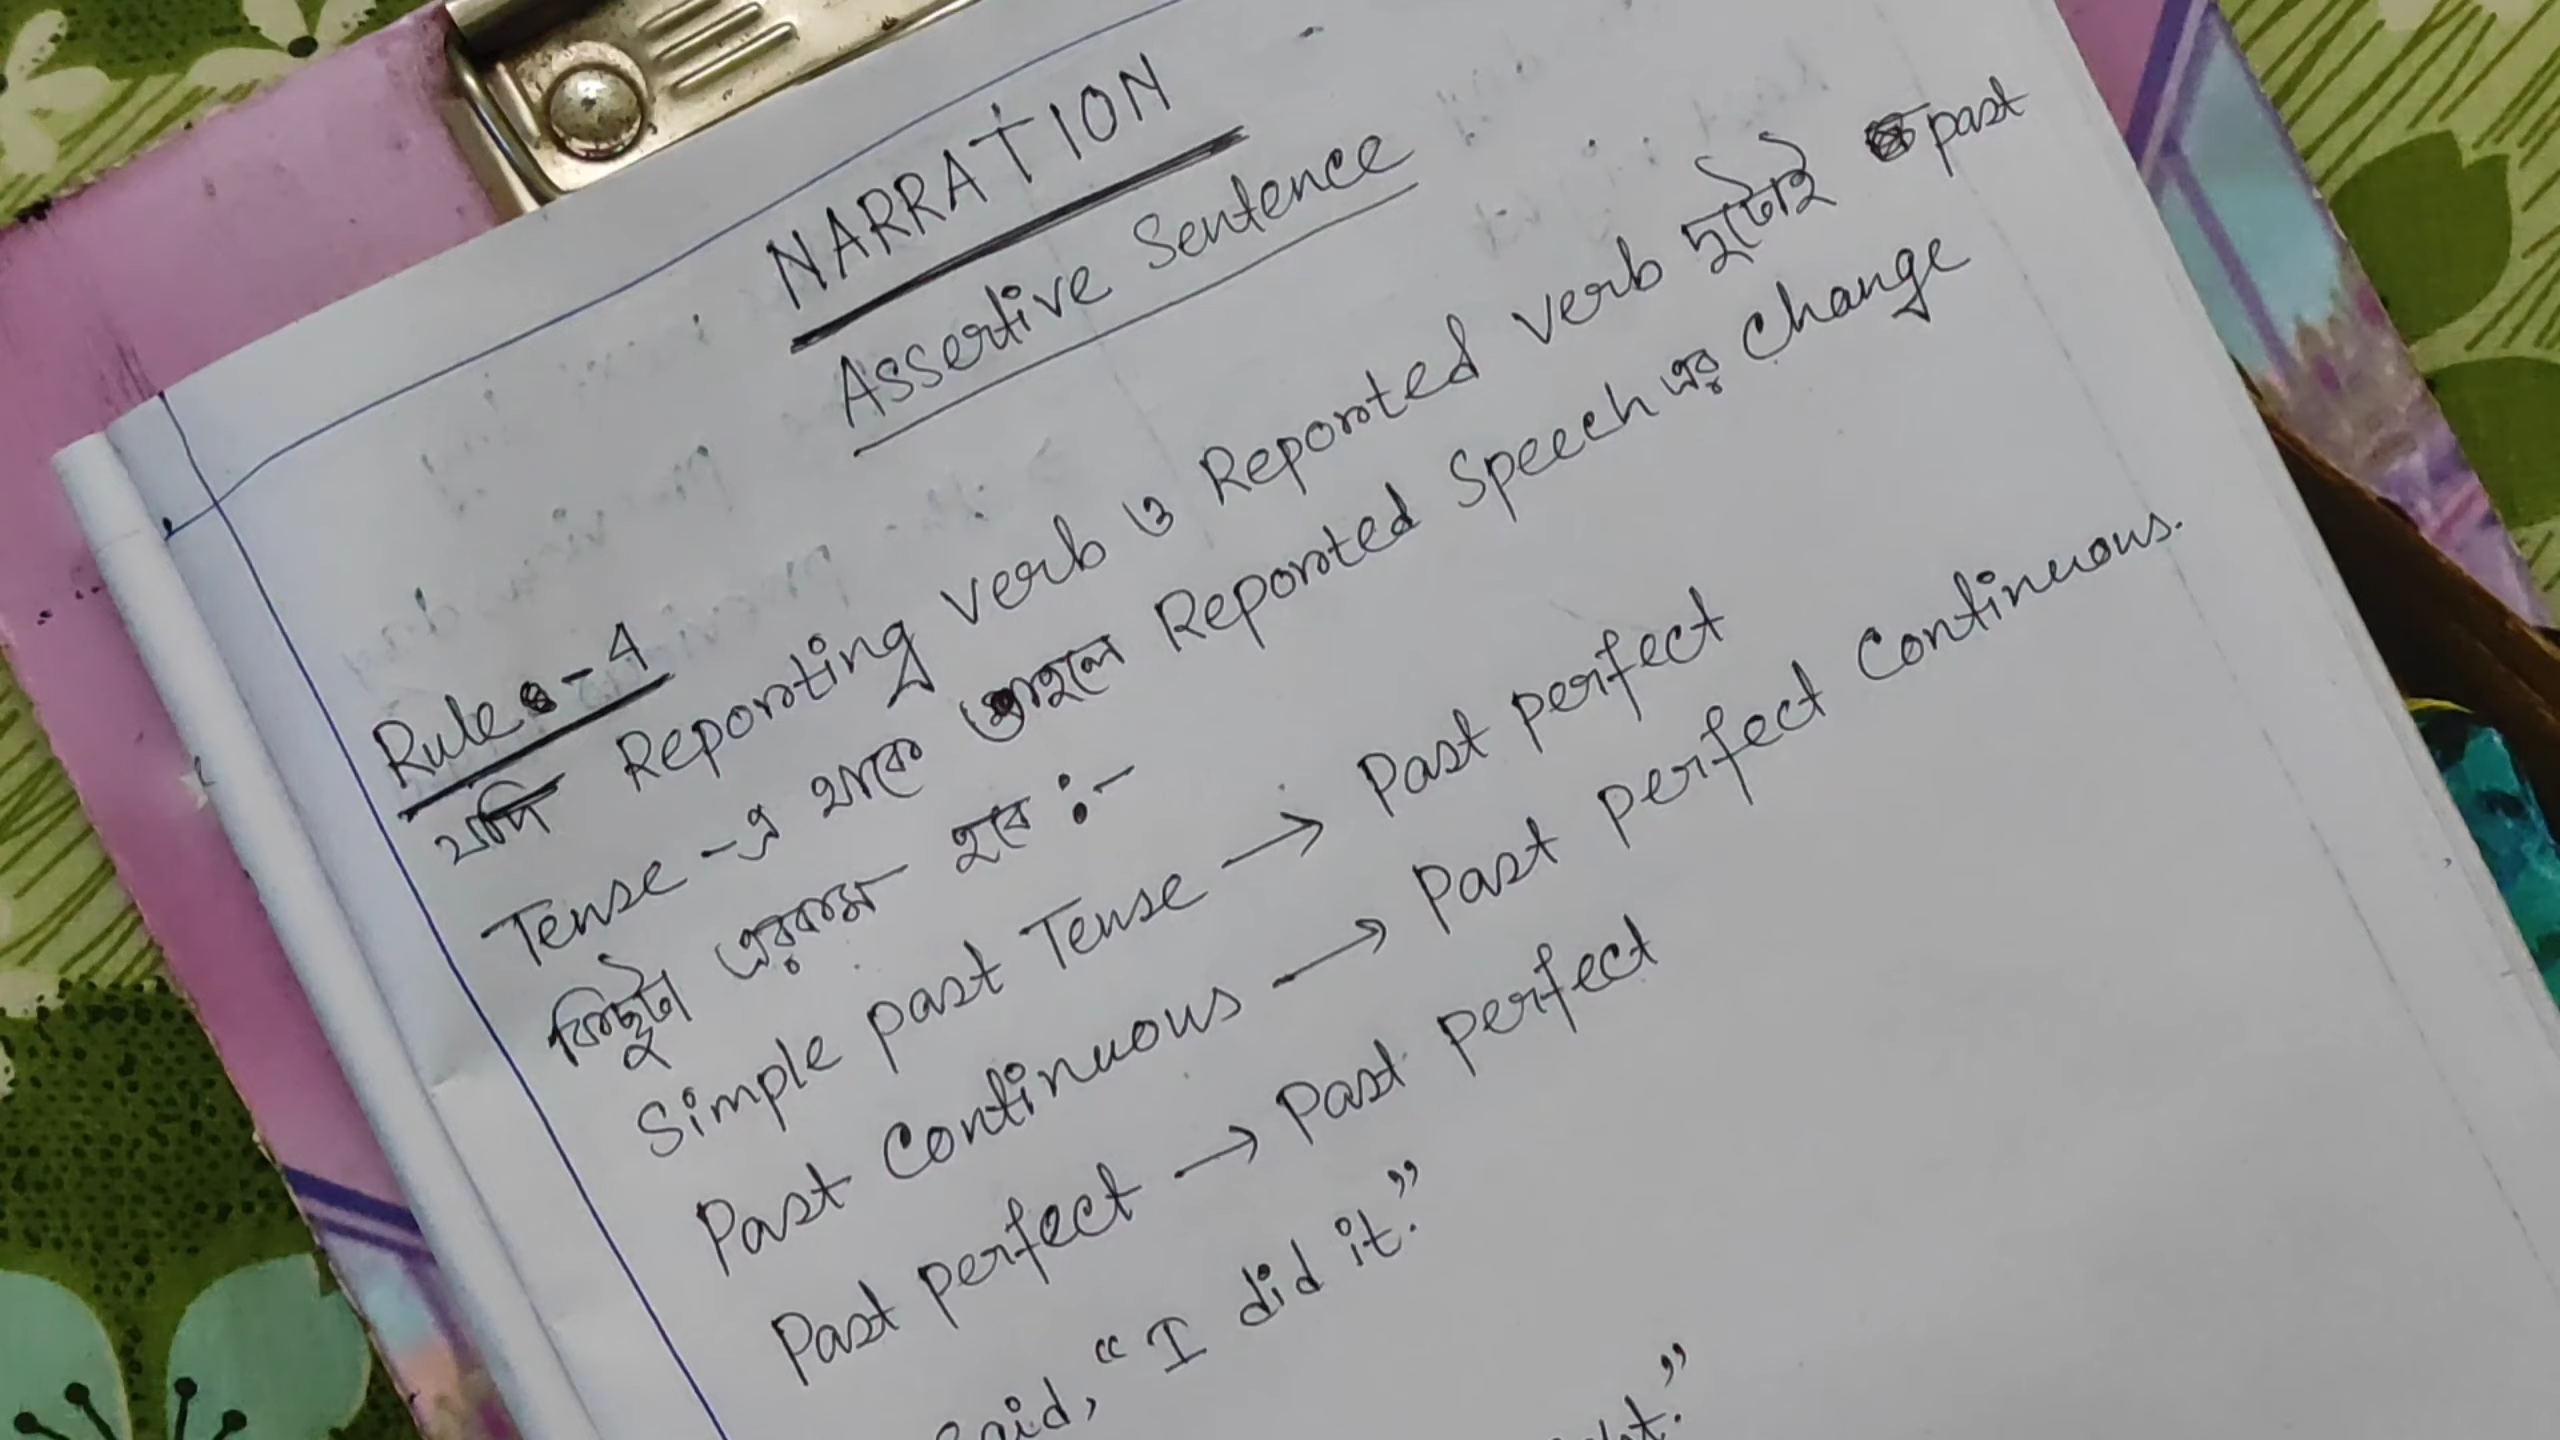 NARRATION
Assertive Sentence
Rule - 4
যদি Reporting verb ও Reported verb দুটোই past
Tense -এ থাকে তাহলে Reported Speech এর Change
কিছুটা এরকম হবে :-
Simple past Tense → Past perfect
Past Continuous → Past perfect Continuous.
Past perfect → Past perfect
Said, "I did it."